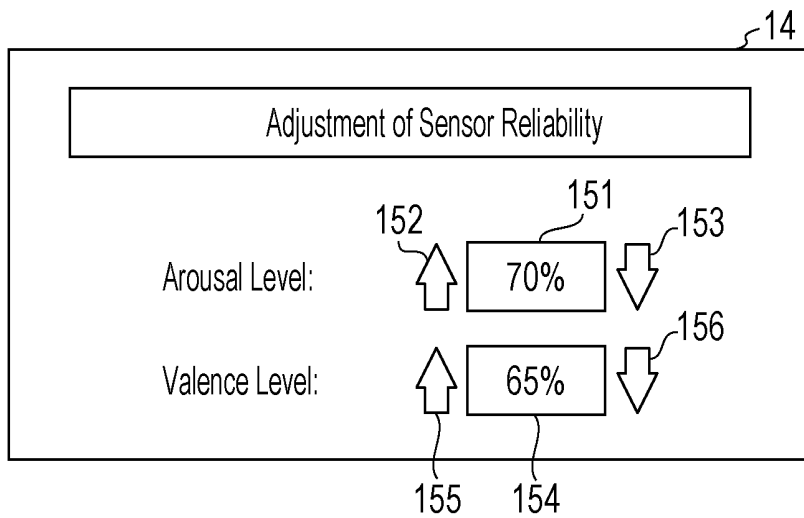 14
Adjustment of Sensor Reliability
152 151 153
Arousal Level: 70%
156
Valence Level: 65%
155 154